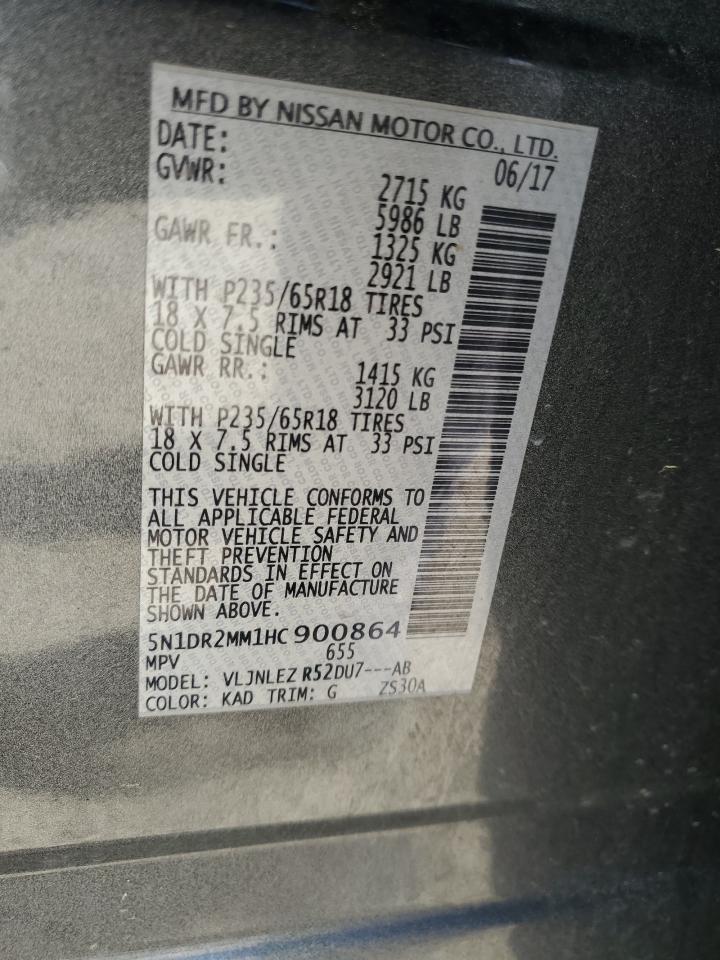 MFD BY NISSAN MOTOR CO., LTD.
DATE: 06/17
GVWR: 2715 KG
5986 LB
GAWR FR.: 1325 KG
2921 LB
WITH P235/65R18 TIRES
18 X 7.5 RIMS AT 33 PSI
COLD SINGLE
GAWR RR.: 1415 KG
3120 LB
WITH P235/65R18 TIRES
18 X 7.5 RIMS AT 33 PSI
COLD SINGLE
THIS VEHICLE CONFORMS TO
ALL APPLICABLE FEDERAL
MOTOR VEHICLE SAFETY AND
THEFT PREVENTION
STANDARDS IN EFFECT ON
THE DATE OF MANUFACTURE
SHOWN ABOVE.
5N1DR2MM1HC900864
MPV 655
MODEL: VLJNLEZ R52DU7---AB
COLOR: KAD TRIM: G ZS30A